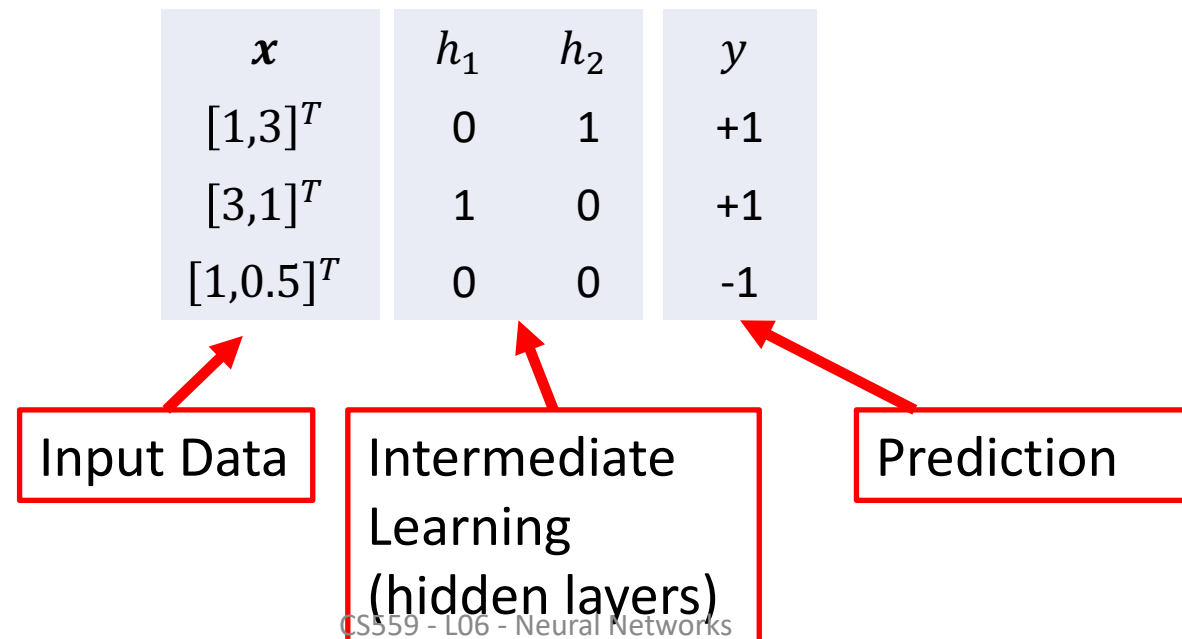 𝒙 h₁ h₂ y
[1,3]ᵀ 0 1 +1
[3,1]ᵀ 1 0 +1
[1,0.5]ᵀ 0 0 -1
Input Data
Intermediate
Learning
(hidden layers)
Prediction
CS559 - L06 - Neural Networks